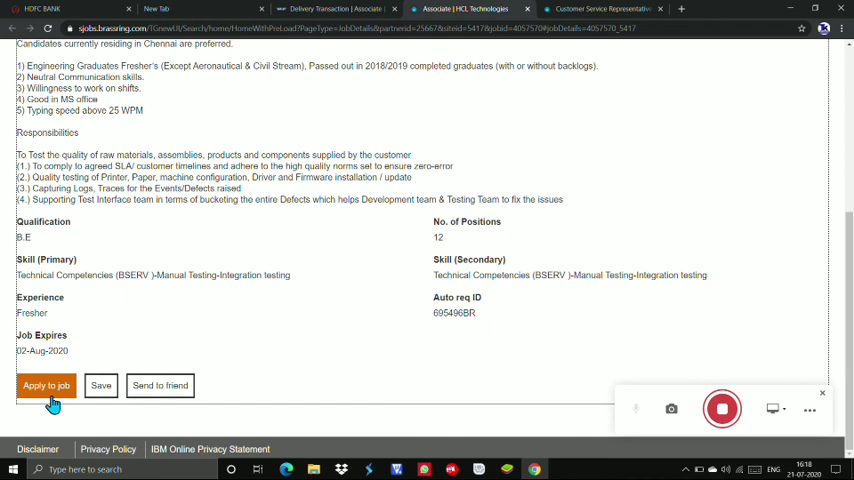 HDFC BANK
New Tab
Delivery Transaction | Associate |
Associate | HCL Technologies
Customer Service Representative
sjobs.brassring.com/TGnewUI/Search/home/HomeWithPreLoad?PageType=JobDetails&partnerid=25667&siteid=5417&jobid=4057570#jobDetails=4057570_5417
Candidates currently residing in Chennai are preferred.
1) Engineering Graduates Fresher's (Except Aeronautical & Civil Stream), Passed out in 2018/2019 completed graduates (with or without backlogs).
2) Neutral Communication skills.
3) Willingness to work on shifts.
4) Good in MS office
5) Typing speed above 25 WPM
Responsibilities
To Test the quality of raw materials, assemblies, products and components supplied by the customer
(1.) To comply to agreed SLA/ customer timelines and adhere to the high quality norms set to ensure zero-error
(2.) Quality testing of Printer, Paper, machine configuration, Driver and Firmware installation / update
(3.) Capturing Logs, Traces for the Events/Defects raised
(4.) Supporting Test Interface team in terms of bucketing the entire Defects which helps Development team & Testing Team to fix the issues
Qualification
No. of Positions
B.E
12
Skill (Primary)
Skill (Secondary)
Technical Competencies (BSERV )-Manual Testing-Integration testing
Technical Competencies (BSERV )-Manual Testing-Integration testing
Experience
Auto req ID
Fresher
695496BR
Job Expires
02-Aug-2020
Apply to job
Save
Send to friend
Disclaimer
Privacy Policy
IBM Online Privacy Statement
Type here to search
ENG
16:18
21-07-2020